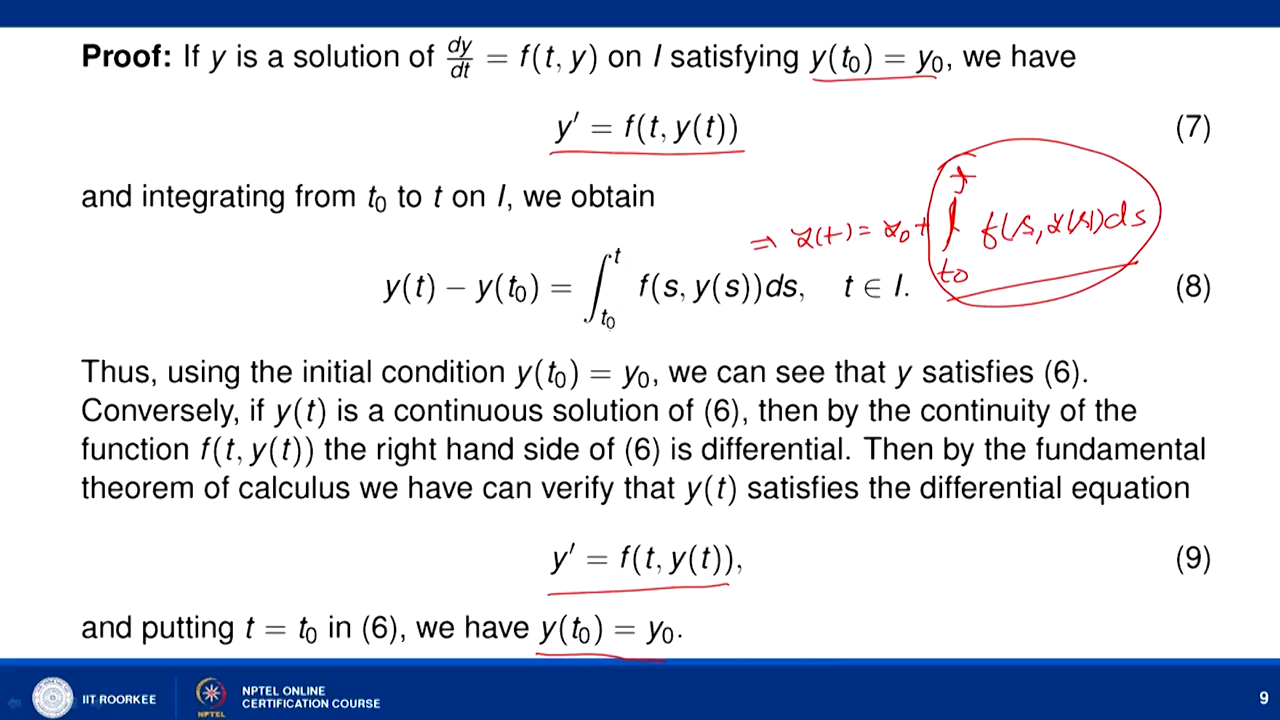 Proof: If y is a solution of dy/dt = f(t, y) on I satisfying y(t₀) = y₀, we have
y′ = f(t, y(t)) (7)
and integrating from t₀ to t on I, we obtain
⇒ y(t) = y₀ + ∫_{t₀}^{t} f(s, y(s)) ds
y(t) − y(t₀) = ∫_{t₀}^{t} f(s, y(s))ds, t ∈ I. (8)
Thus, using the initial condition y(t₀) = y₀, we can see that y satisfies (6).
Conversely, if y(t) is a continuous solution of (6), then by the continuity of the
function f(t, y(t)) the right hand side of (6) is differential. Then by the fundamental
theorem of calculus we have can verify that y(t) satisfies the differential equation
y′ = f(t, y(t)), (9)
and putting t = t₀ in (6), we have y(t₀) = y₀.
IIT ROORKEE
NPTEL
NPTEL ONLINE
CERTIFICATION COURSE
9